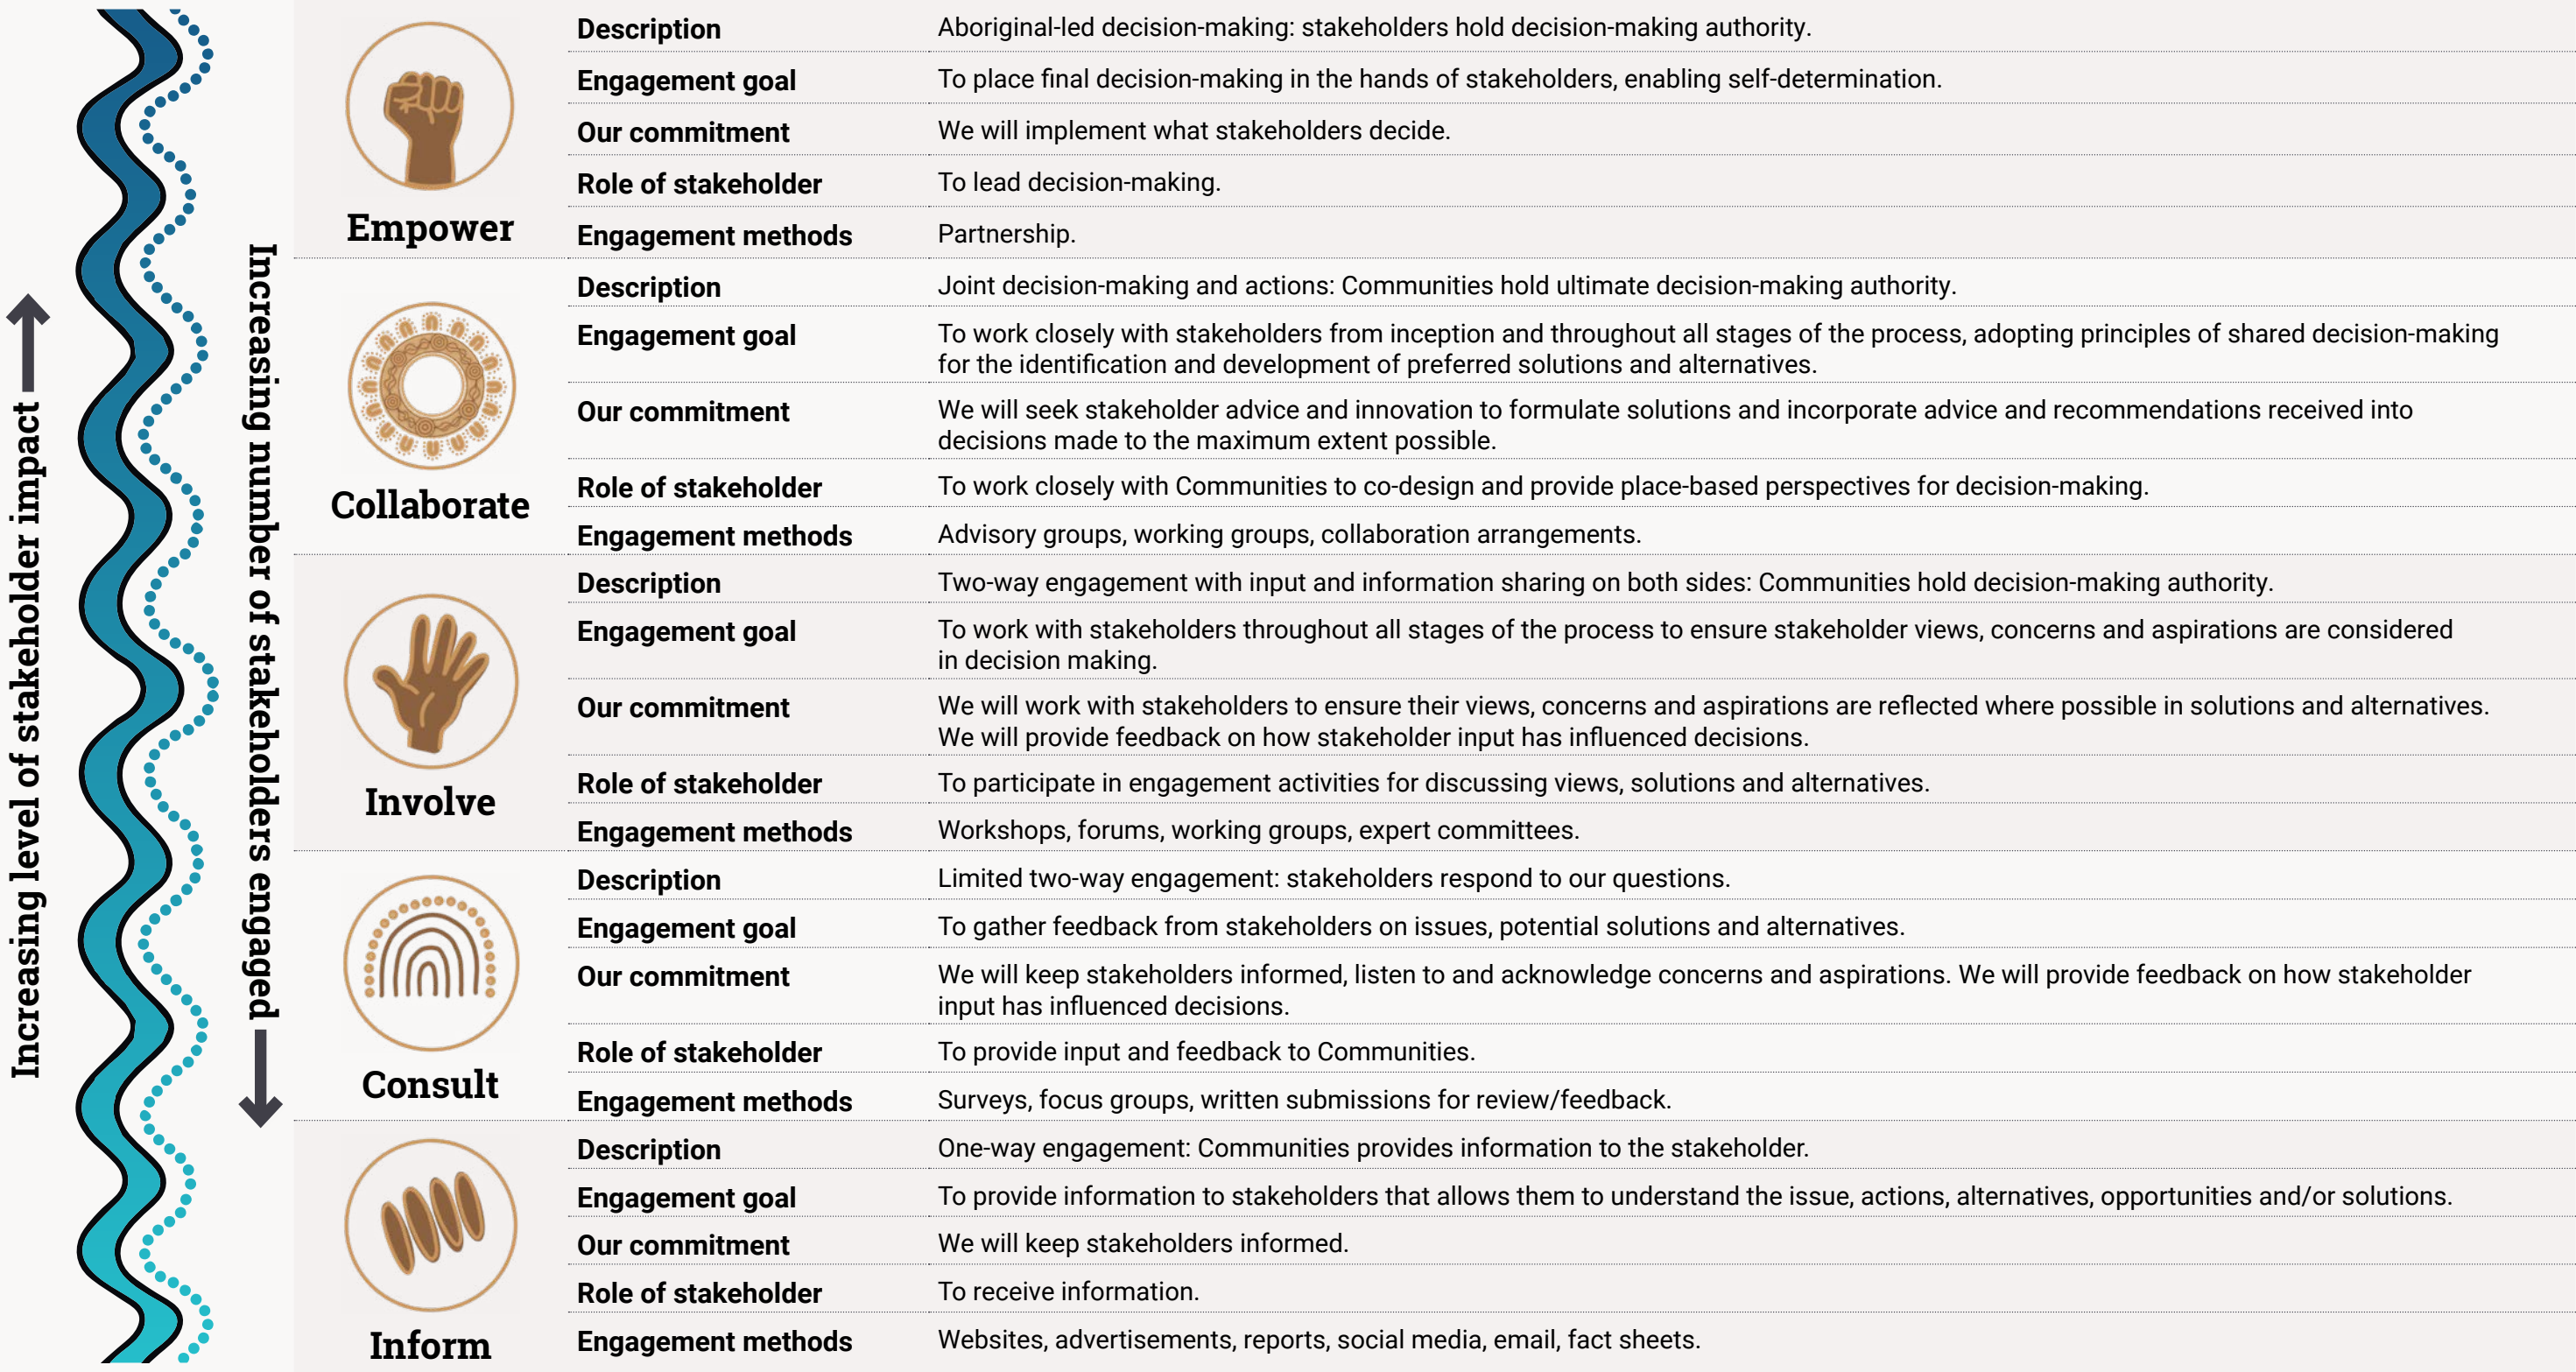 Increasing level of stakeholder impact
Increasing number of stakeholders engaged
Empower
Description
Aboriginal-led decision-making: stakeholders hold decision-making authority.
Engagement goal
To place final decision-making in the hands of stakeholders, enabling self-determination.
Our commitment
We will implement what stakeholders decide.
Role of stakeholder
To lead decision-making.
Engagement methods
Partnership.
Collaborate
Description
Joint decision-making and actions: Communities hold ultimate decision-making authority.
Engagement goal
To work closely with stakeholders from inception and throughout all stages of the process, adopting principles of shared decision-making
for the identification and development of preferred solutions and alternatives.
Our commitment
We will seek stakeholder advice and innovation to formulate solutions and incorporate advice and recommendations received into
decisions made to the maximum extent possible.
Role of stakeholder
To work closely with Communities to co-design and provide place-based perspectives for decision-making.
Engagement methods
Advisory groups, working groups, collaboration arrangements.
Involve
Description
Two-way engagement with input and information sharing on both sides: Communities hold decision-making authority.
Engagement goal
To work with stakeholders throughout all stages of the process to ensure stakeholder views, concerns and aspirations are considered
in decision making.
Our commitment
We will work with stakeholders to ensure their views, concerns and aspirations are reflected where possible in solutions and alternatives.
We will provide feedback on how stakeholder input has influenced decisions.
Role of stakeholder
To participate in engagement activities for discussing views, solutions and alternatives.
Engagement methods
Workshops, forums, working groups, expert committees.
Consult
Description
Limited two-way engagement: stakeholders respond to our questions.
Engagement goal
To gather feedback from stakeholders on issues, potential solutions and alternatives.
Our commitment
We will keep stakeholders informed, listen to and acknowledge concerns and aspirations. We will provide feedback on how stakeholder
input has influenced decisions.
Role of stakeholder
To provide input and feedback to Communities.
Engagement methods
Surveys, focus groups, written submissions for review/feedback.
Inform
Description
One-way engagement: Communities provides information to the stakeholder.
Engagement goal
To provide information to stakeholders that allows them to understand the issue, actions, alternatives, opportunities and/or solutions.
Our commitment
We will keep stakeholders informed.
Role of stakeholder
To receive information.
Engagement methods
Websites, advertisements, reports, social media, email, fact sheets.